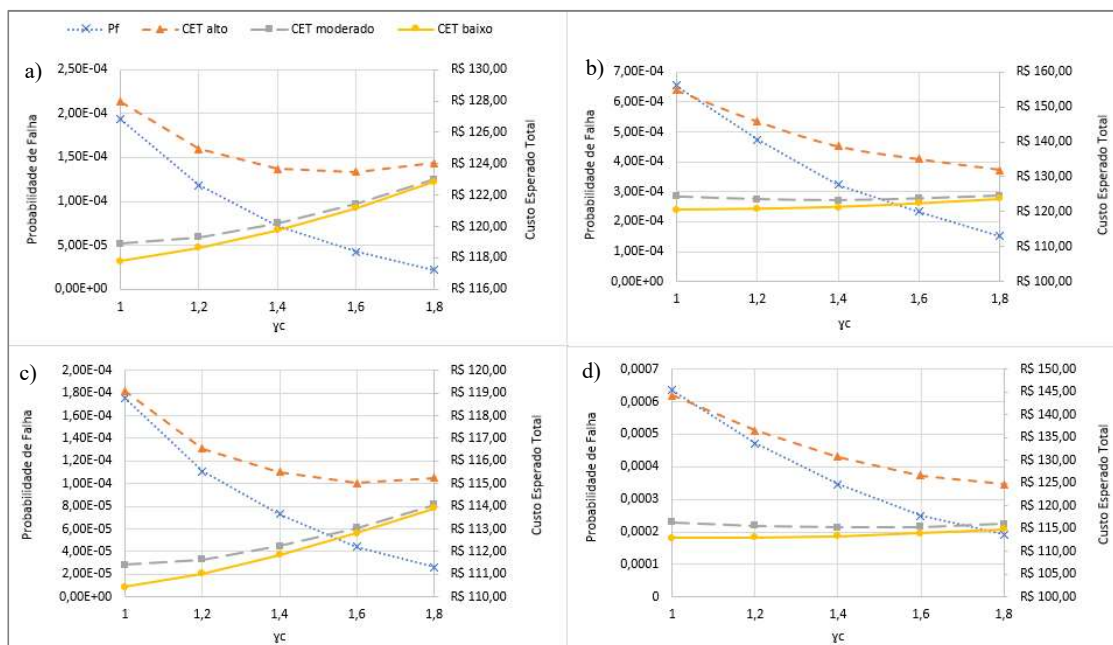 Pf CET alto CET moderado CET baixo
a)
2,50E-04
2,00E-04
1,50E-04
1,00E-04
5,00E-05
0,00E+00
Probabilidade de Falha
R$ 130,00
R$ 128,00
R$ 126,00
R$ 124,00
R$ 122,00
R$ 120,00
R$ 118,00
R$ 116,00
Custo Esperado Total
1 1,2 1,4 1,6 1,8
γc
b)
7,00E-04
6,00E-04
5,00E-04
4,00E-04
3,00E-04
2,00E-04
1,00E-04
0,00E+00
Probabilidade de Falha
R$ 160,00
R$ 150,00
R$ 140,00
R$ 130,00
R$ 120,00
R$ 110,00
R$ 100,00
Custo Esperado Total
1 1,2 1,4 1,6 1,8
γc
c)
2,00E-04
1,80E-04
1,60E-04
1,40E-04
1,20E-04
1,00E-04
8,00E-05
6,00E-05
4,00E-05
2,00E-05
0,00E+00
Probabilidade de Falha
R$ 120,00
R$ 119,00
R$ 118,00
R$ 117,00
R$ 116,00
R$ 115,00
R$ 114,00
R$ 113,00
R$ 112,00
R$ 111,00
R$ 110,00
Custo Esperado Total
1 1,2 1,4 1,6 1,8
γc
d)
0,0007
0,0006
0,0005
0,0004
0,0003
0,0002
0,0001
0
Probabilidade de Falha
R$ 150,00
R$ 145,00
R$ 140,00
R$ 135,00
R$ 130,00
R$ 125,00
R$ 120,00
R$ 115,00
R$ 110,00
R$ 105,00
R$ 100,00
Custo Esperado Total
1 1,2 1,4 1,6 1,8
γc